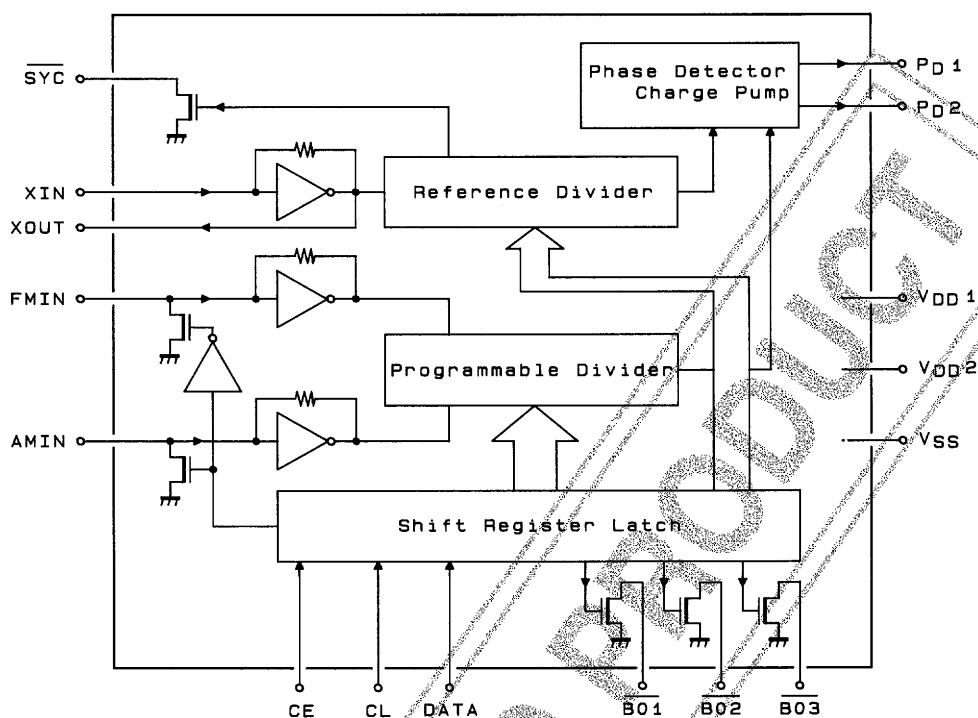 SYC
XIN
XOUT
FMIN
AMIN
Phase Detector
Charge Pump
Reference Divider
Programmable Divider
Shift Register Latch
PD1
PD2
VDD1
VDD2
VSS
CE
CL
DATA
BO1
BO2
BO3
PRODUCT